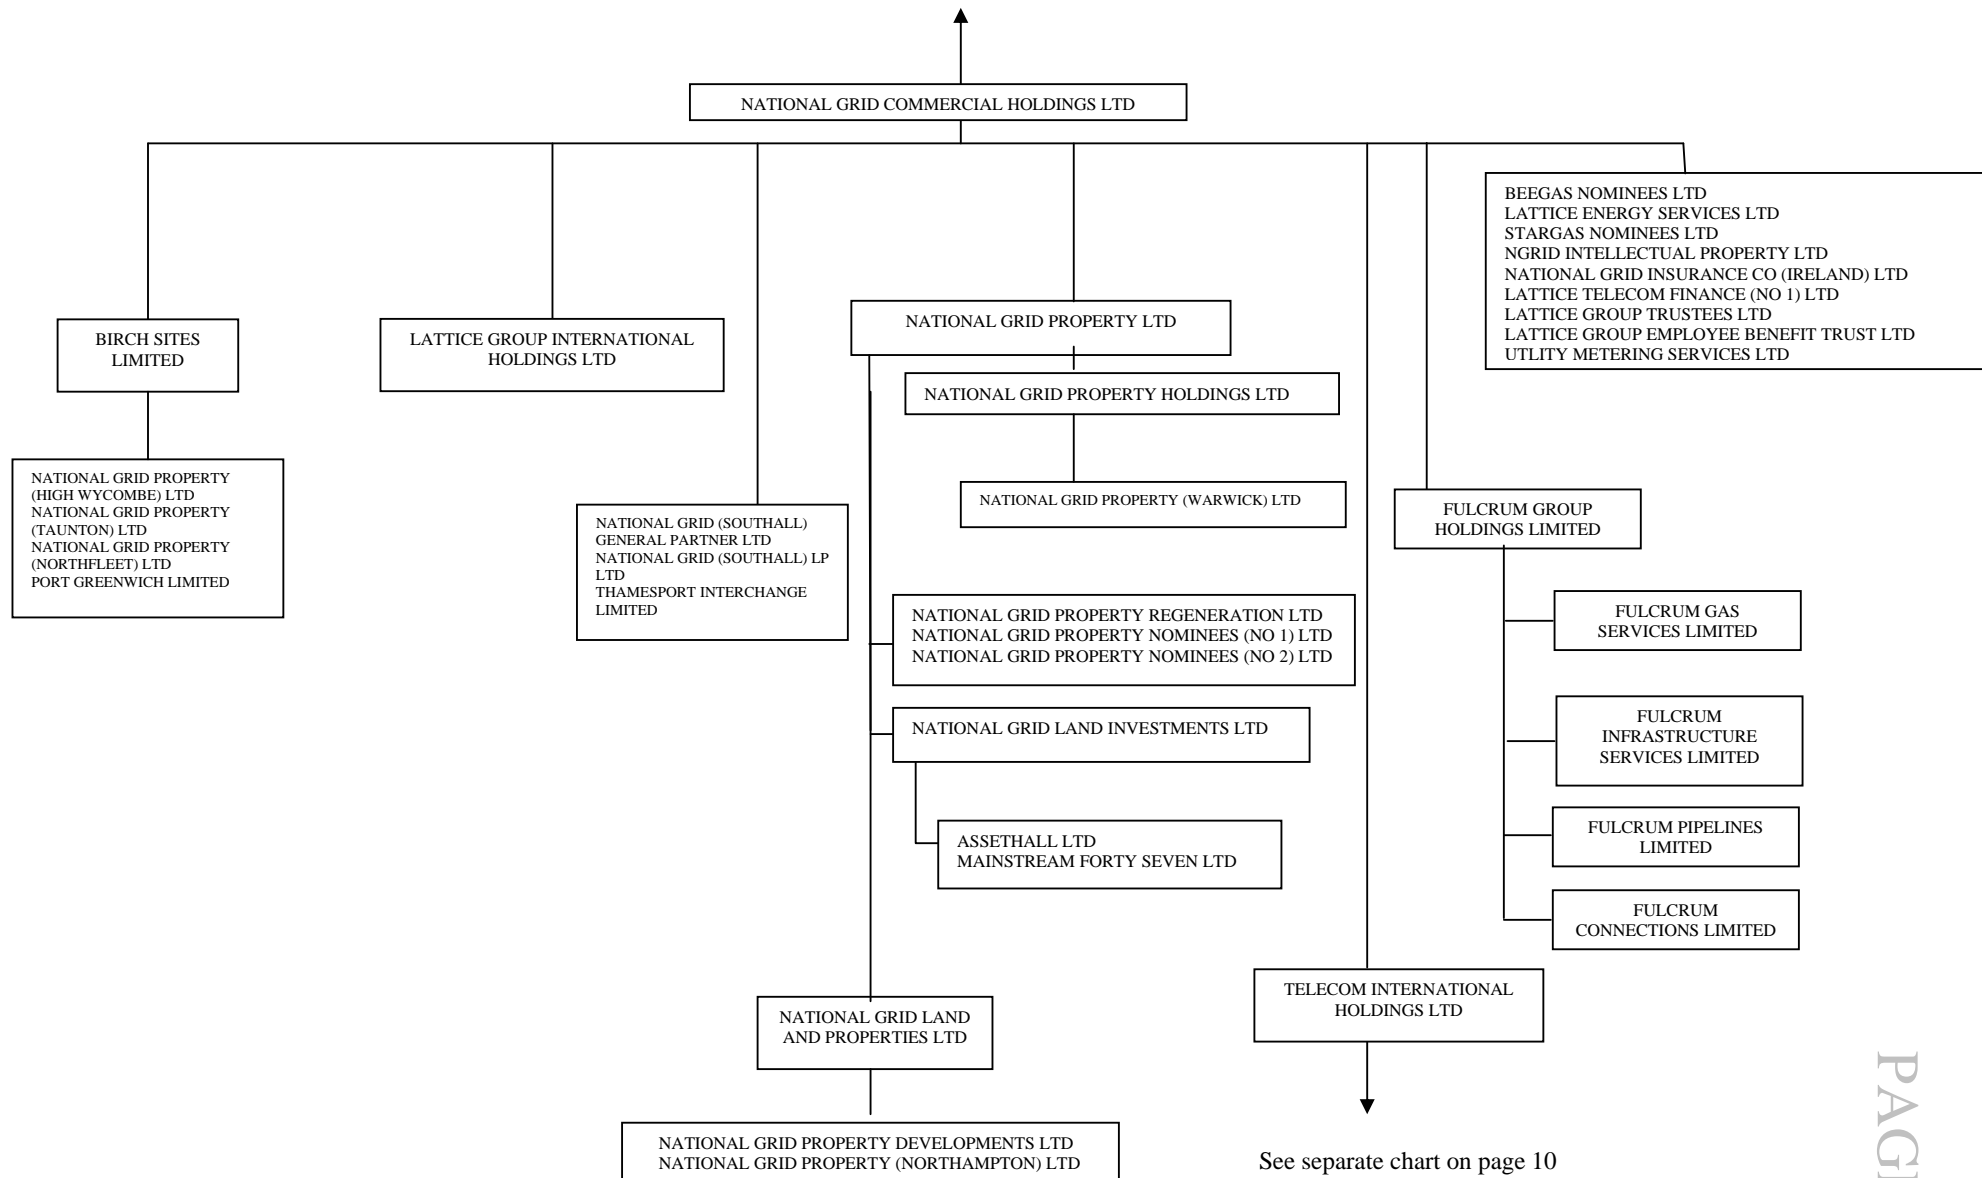 NATIONAL GRID COMMERCIAL HOLDINGS LTD
BEEGAS NOMINEES LTD
LATTICE ENERGY SERVICES LTD
STARGAS NOMINEES LTD
NGRID INTELLECTUAL PROPERTY LTD
NATIONAL GRID INSURANCE CO (IRELAND) LTD
LATTICE TELECOM FINANCE (NO 1) LTD
LATTICE GROUP TRUSTEES LTD
LATTICE GROUP EMPLOYEE BENEFIT TRUST LTD
UTLITY METERING SERVICES LTD
BIRCH SITES
LIMITED
LATTICE GROUP INTERNATIONAL
HOLDINGS LTD
NATIONAL GRID PROPERTY LTD
NATIONAL GRID PROPERTY HOLDINGS LTD
NATIONAL GRID PROPERTY
(HIGH WYCOMBE) LTD
NATIONAL GRID PROPERTY
(TAUNTON) LTD
NATIONAL GRID PROPERTY
(NORTHFLEET) LTD
PORT GREENWICH LIMITED
NATIONAL GRID (SOUTHALL)
GENERAL PARTNER LTD
NATIONAL GRID (SOUTHALL) LP
LTD
THAMESPORT INTERCHANGE
LIMITED
NATIONAL GRID PROPERTY (WARWICK) LTD
FULCRUM GROUP
HOLDINGS LIMITED
NATIONAL GRID PROPERTY REGENERATION LTD
NATIONAL GRID PROPERTY NOMINEES (NO 1) LTD
NATIONAL GRID PROPERTY NOMINEES (NO 2) LTD
FULCRUM GAS
SERVICES LIMITED
NATIONAL GRID LAND INVESTMENTS LTD
FULCRUM
INFRASTRUCTURE
SERVICES LIMITED
ASSETHALL LTD
MAINSTREAM FORTY SEVEN LTD
FULCRUM PIPELINES
LIMITED
FULCRUM
CONNECTIONS LIMITED
NATIONAL GRID LAND
AND PROPERTIES LTD
TELECOM INTERNATIONAL
HOLDINGS LTD
NATIONAL GRID PROPERTY DEVELOPMENTS LTD
NATIONAL GRID PROPERTY (NORTHAMPTON) LTD
See separate chart on page 10
PAG